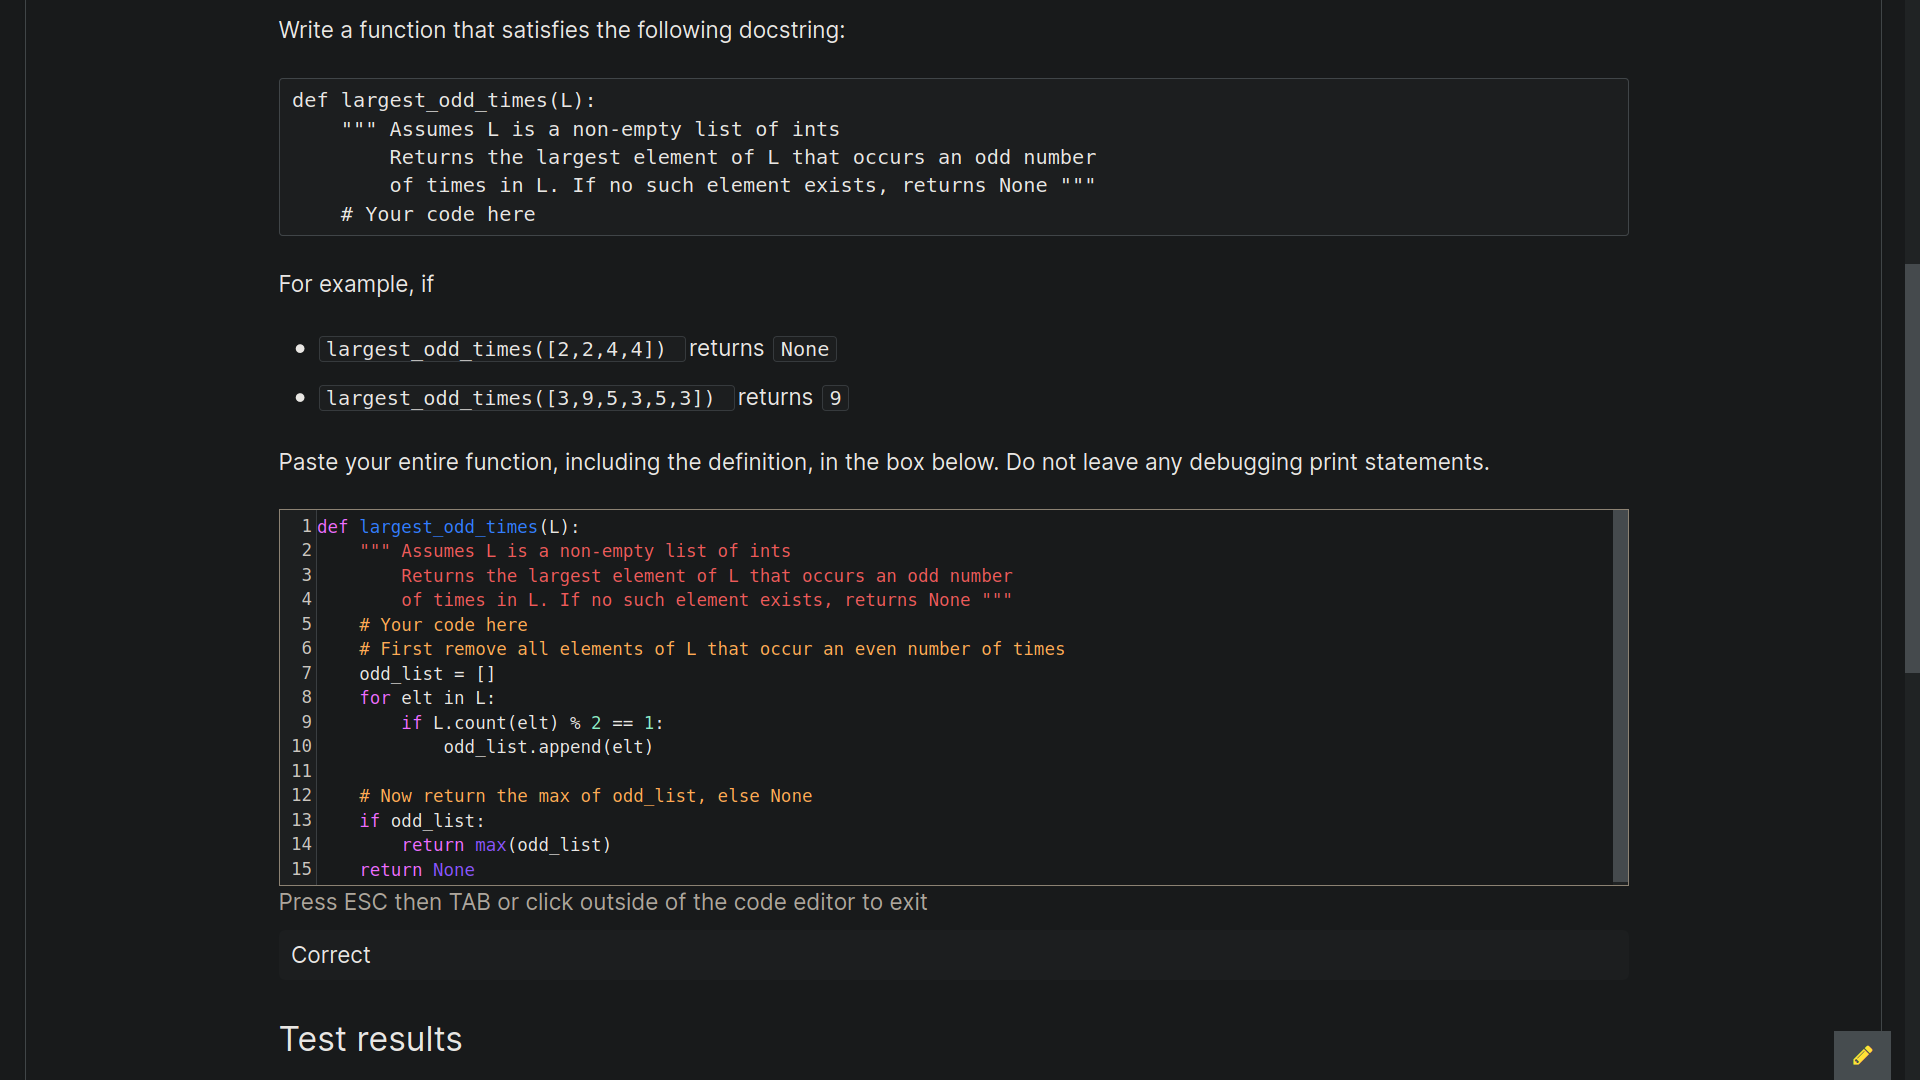 Write a function that satisfies the following docstring:
def largest_odd_times(L):
    """ Assumes L is a non-empty list of ints
        Returns the largest element of L that occurs an odd number
        of times in L. If no such element exists, returns None """
    # Your code here
For example, if
• largest_odd_times([2,2,4,4]) returns None
• largest_odd_times([3,9,5,3,5,3]) returns 9
Paste your entire function, including the definition, in the box below. Do not leave any debugging print statements.
1 def largest_odd_times(L):
2     """ Assumes L is a non-empty list of ints
3         Returns the largest element of L that occurs an odd number
4         of times in L. If no such element exists, returns None """
5     # Your code here
6     # First remove all elements of L that occur an even number of times
7     odd_list = []
8     for elt in L:
9         if L.count(elt) % 2 == 1:
10             odd_list.append(elt)
11
12     # Now return the max of odd_list, else None
13     if odd_list:
14         return max(odd_list)
15     return None
Press ESC then TAB or click outside of the code editor to exit
Correct
Test results